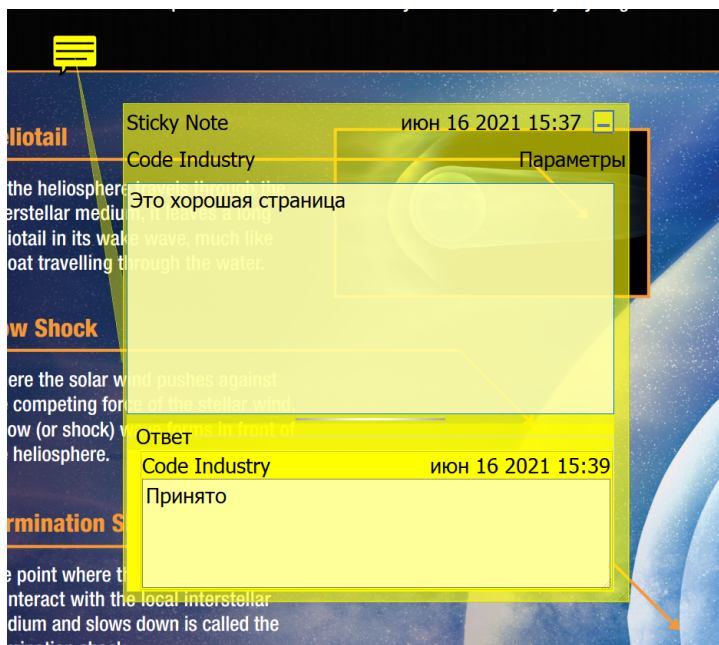 Sticky Note
июн 16 2021 15:37
Code Industry
Параметры
Это хорошая страница
Ответ
Code Industry
июн 16 2021 15:39
Принято
liotail
the heliosphere travels through the
erstellar medium, it leaves a long
iotail in its wake wave, much like
oat travelling through the water.
ow Shock
ere the solar wind pushes against
competing force of the stellar wind,
ow (or shock) wave forms in front of
heliosphere.
rmination S
e point where t
nteract with the local interstellar
dium and slows down is called the